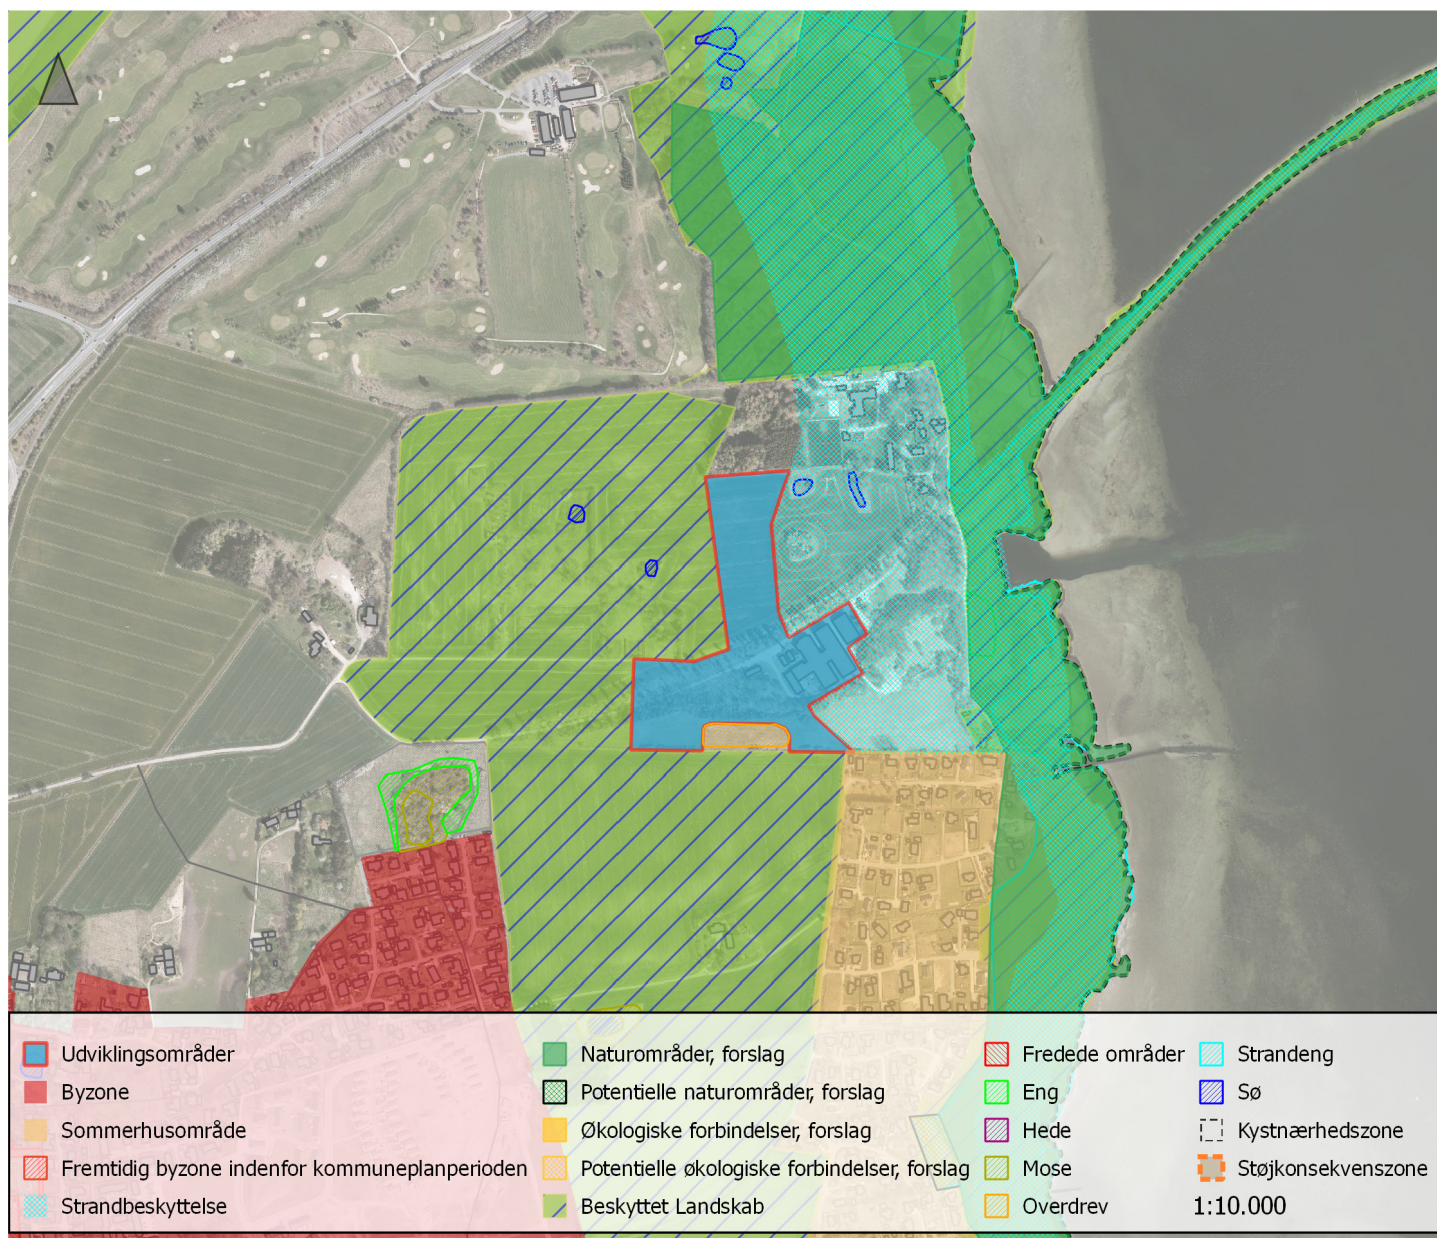 Udviklingsområder
Byzone
Sommerhusområde
Fremtidig byzone indenfor kommuneplanperioden
Strandbeskyttelse
Naturområder, forslag
Potentielle naturområder, forslag
Økologiske forbindelser, forslag
Potentielle økologiske forbindelser, forslag
Beskyttet Landskab
Fredede områder
Eng
Hede
Mose
Overdrev
Strandeng
Sø
Kystnærhedszone
Støjkonsekvenszone
1:10.000